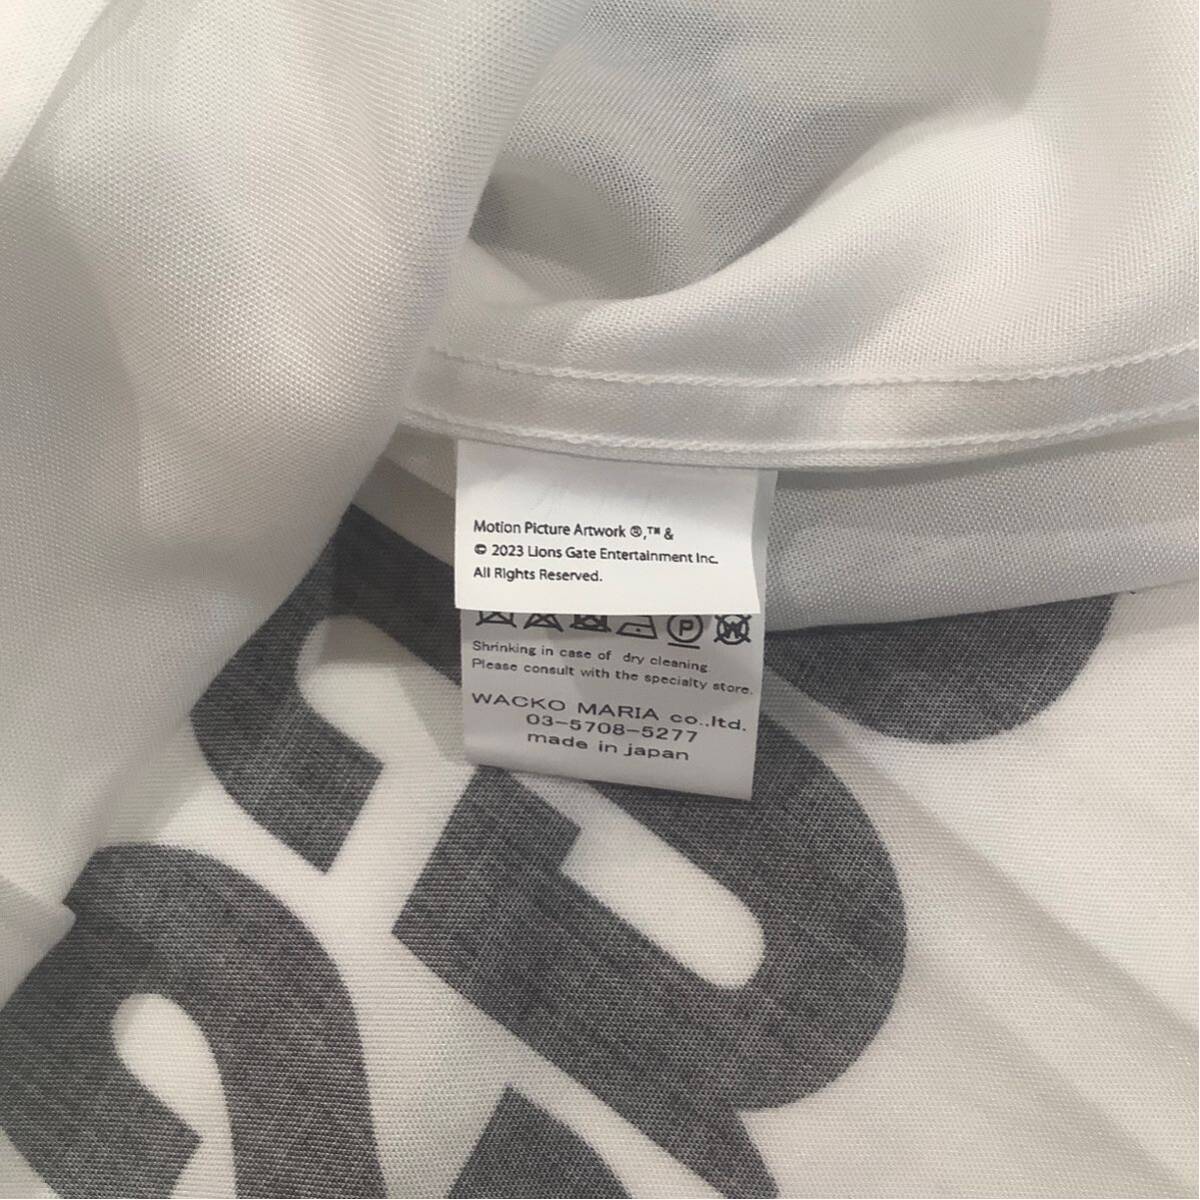 Motion Picture Artwork ®,™ &
© 2023 Lions Gate Entertainment Inc.
All Rights Reserved.
P W
Shrinking in case of dry cleaning
Please consult with the specialty store.
WACKO MARIA co.,ltd.
03-5708-5277
made in japan